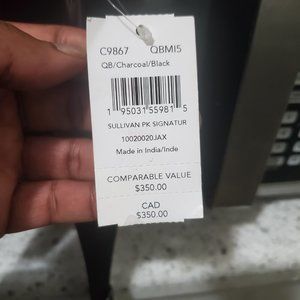 C9867 QBMI5
QB/Charcoal/Black
1 95031 55981 5
SULLIVAN PK SIGNATUR
10020020JAX
Made in India/Inde
COMPARABLE VALUE
$350.00
CAD
$350.00